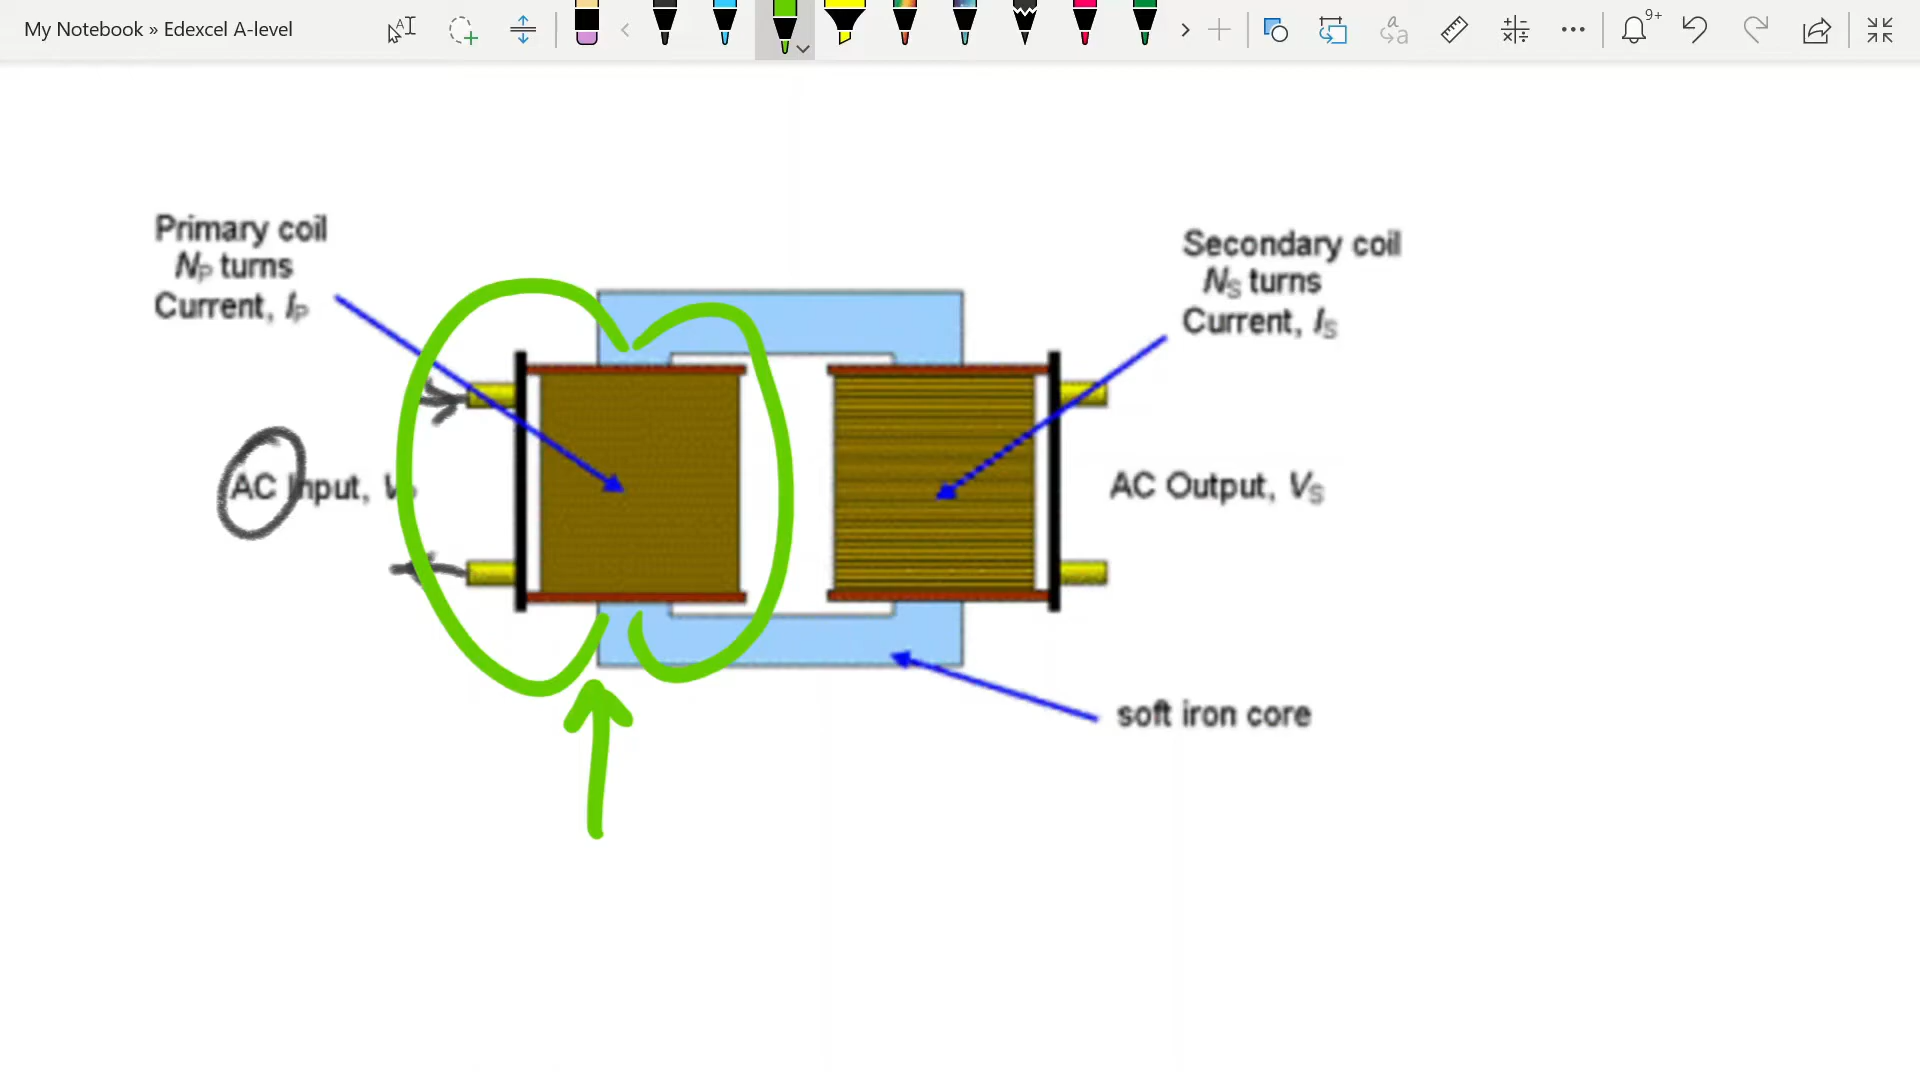 My Notebook » Edexcel A-level
9+
Primary coil
NP turns
Current, IP
Secondary coil
NS turns
Current, IS
AC Input, V
AC Output, VS
soft iron core